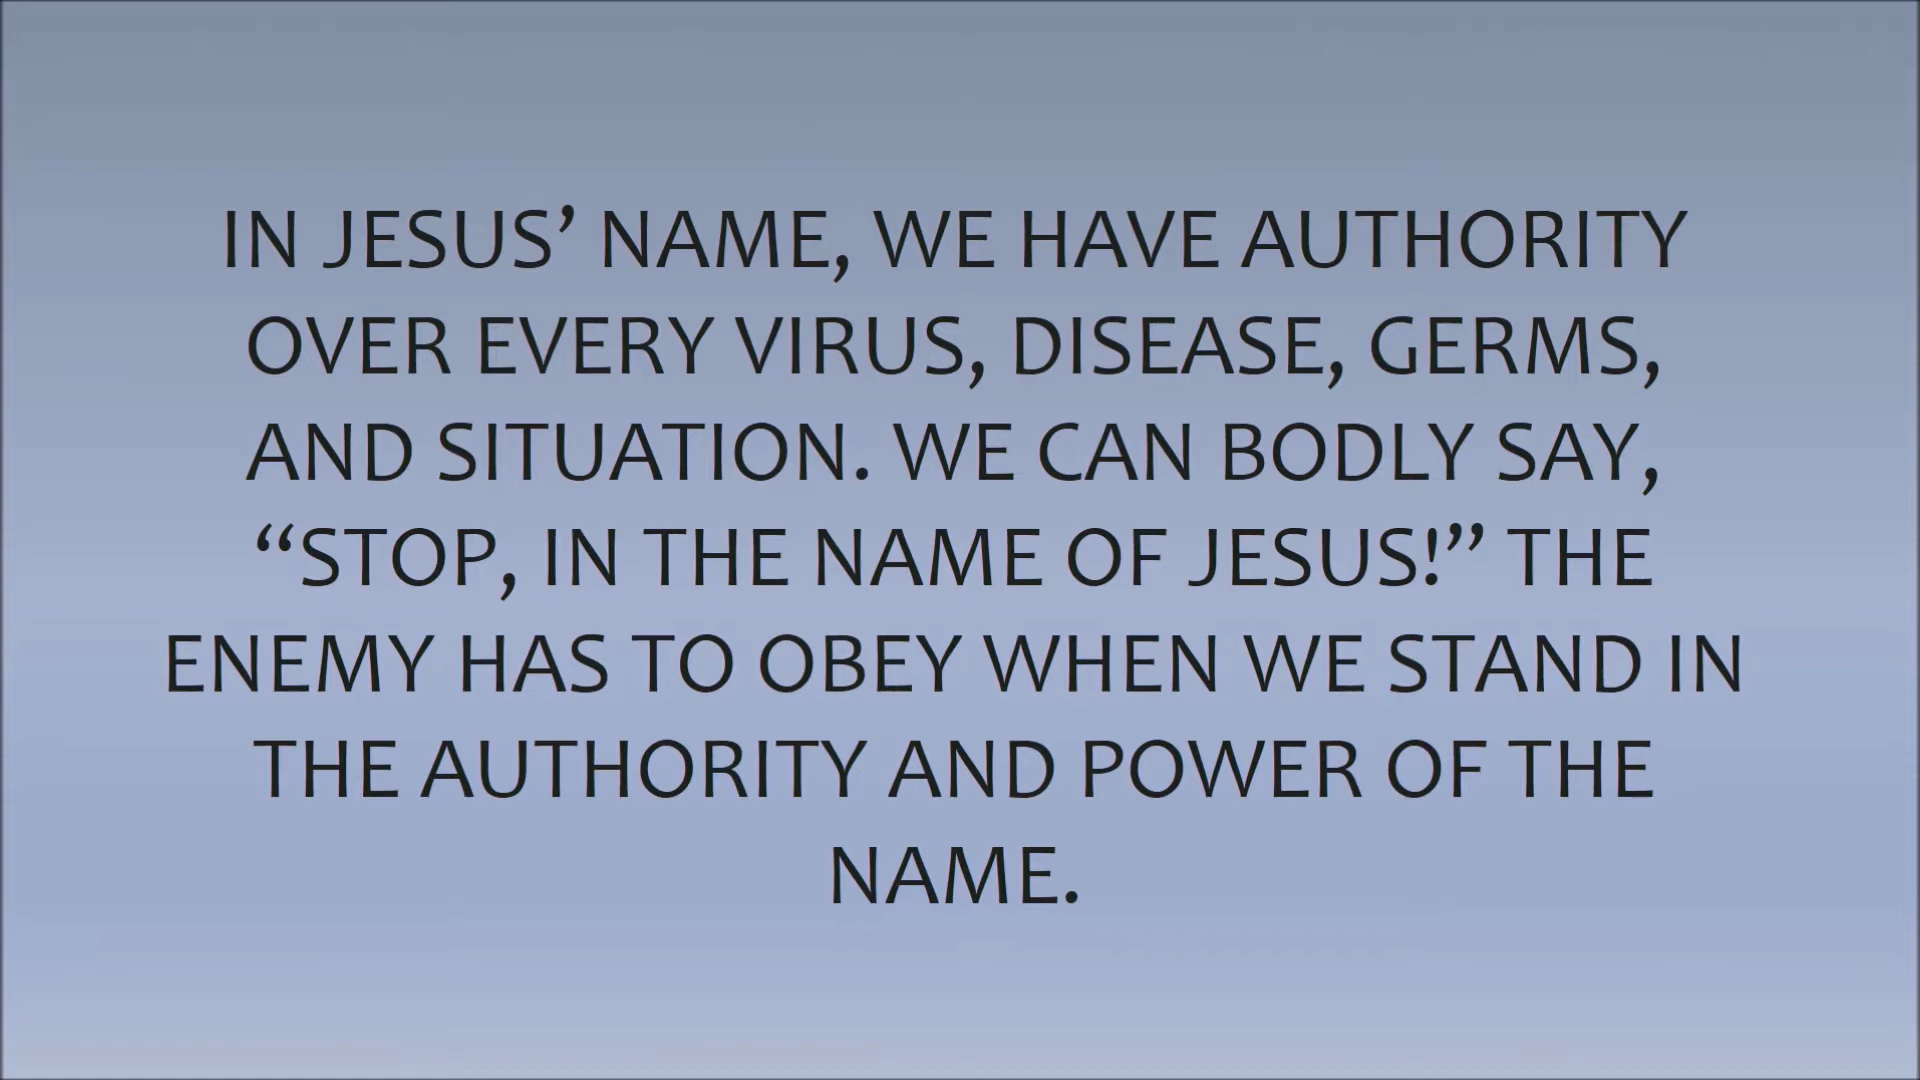 IN JESUS’ NAME, WE HAVE AUTHORITY
OVER EVERY VIRUS, DISEASE, GERMS,
AND SITUATION. WE CAN BODLY SAY,
“STOP, IN THE NAME OF JESUS!” THE
ENEMY HAS TO OBEY WHEN WE STAND IN
THE AUTHORITY AND POWER OF THE
NAME.